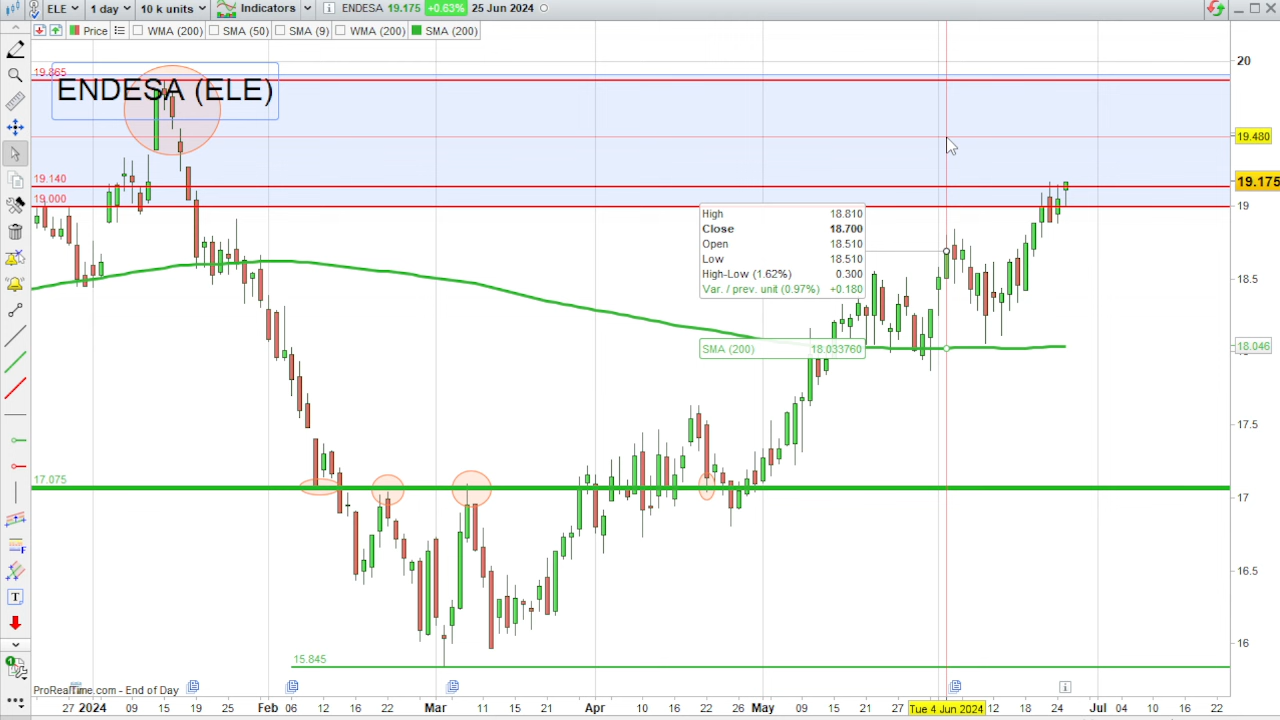 ELE 1 day 10 k units Indicators ENDESA 19.175 +0.63% 25 Jun 2024
Price WMA (200) SMA (50) SMA (9) WMA (200) SMA (200)
20
19.865
ENDESA (ELE)
19.480
19.140
19.175
19.000
19
High 18.810
Close 18.700
Open 18.510
Low 18.510
High-Low (1.62%) 0.300
Var. / prev. unit (0.97%) +0.180
18.5
SMA (200) 18.033760
18.046
17.5
17.075
17
16.5
16
15.845
ProRealTime.com - End of Day
27 2024 09 15 19 25 Feb 06 12 16 22 Mar 11 15 21 Apr 10 16 22 26 May 09 15 21 27 Tue 4 Jun 2024 12 18 24 Jul 04 10 16 22